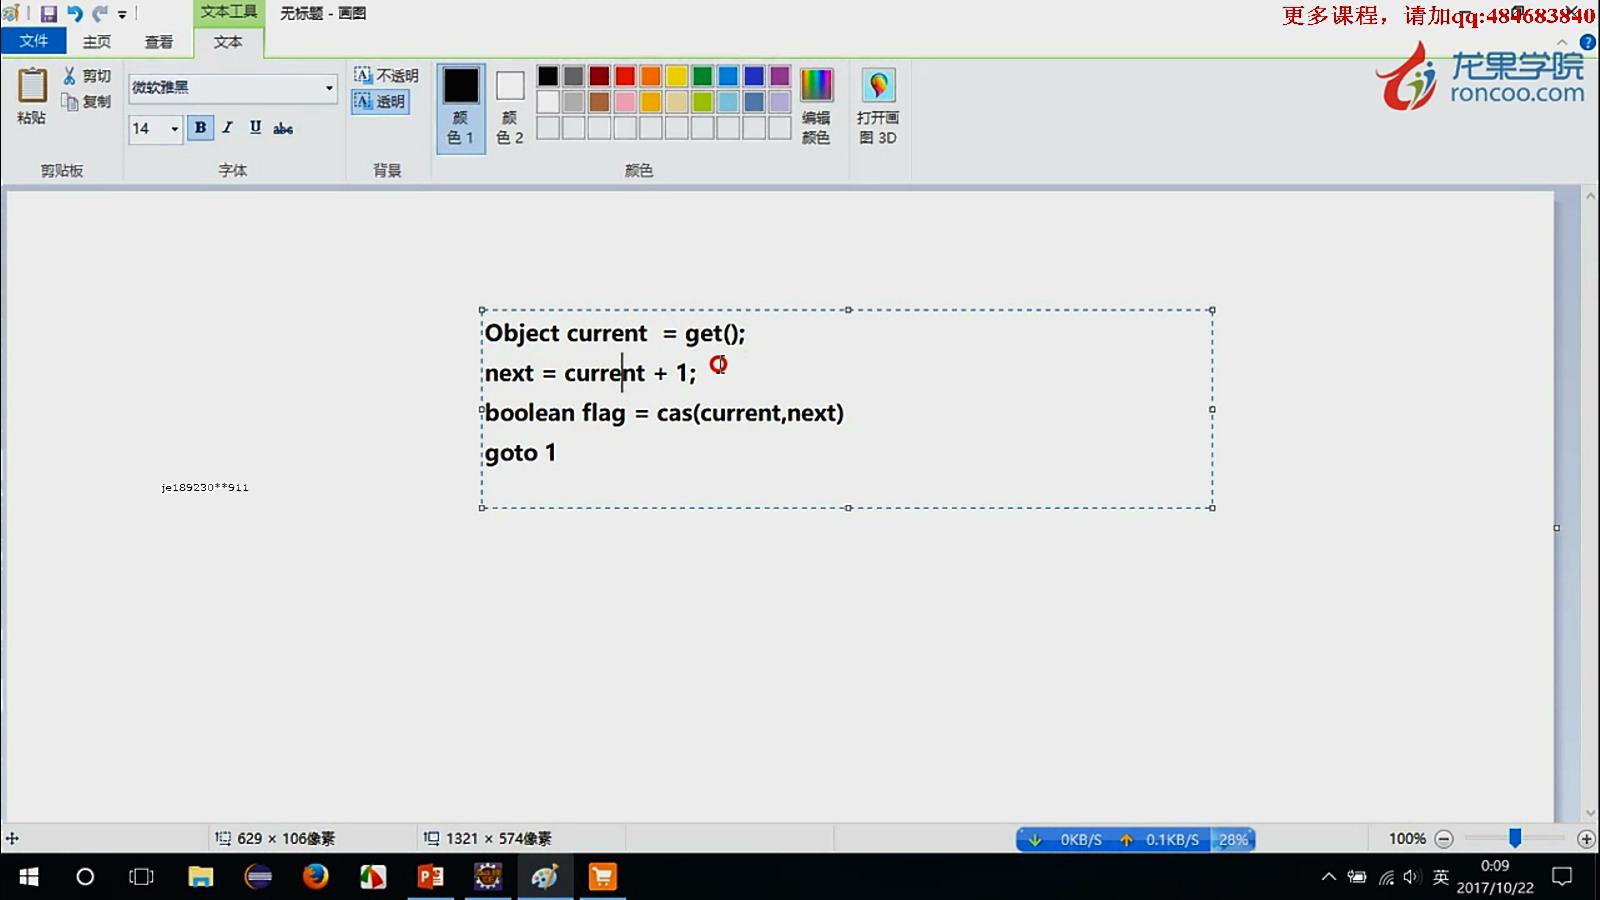 文本工具
无标题 - 画图
更多课程，请加qq:484683840
文件
主页
查看
文本
龙果学院
roncoo.com
粘贴
剪切
复制
剪贴板
微软雅黑
14
B I U abc
字体
A 不透明
A 透明
背景
颜色 1
颜色 2
编辑颜色
颜色
打开画图 3D
Object current  = get();
next = current + 1;
boolean flag = cas(current,next)
goto 1
je189230**911
629 × 106像素
1321 × 574像素
0KB/S
0.1KB/S
28%
100%
英
0:09
2017/10/22